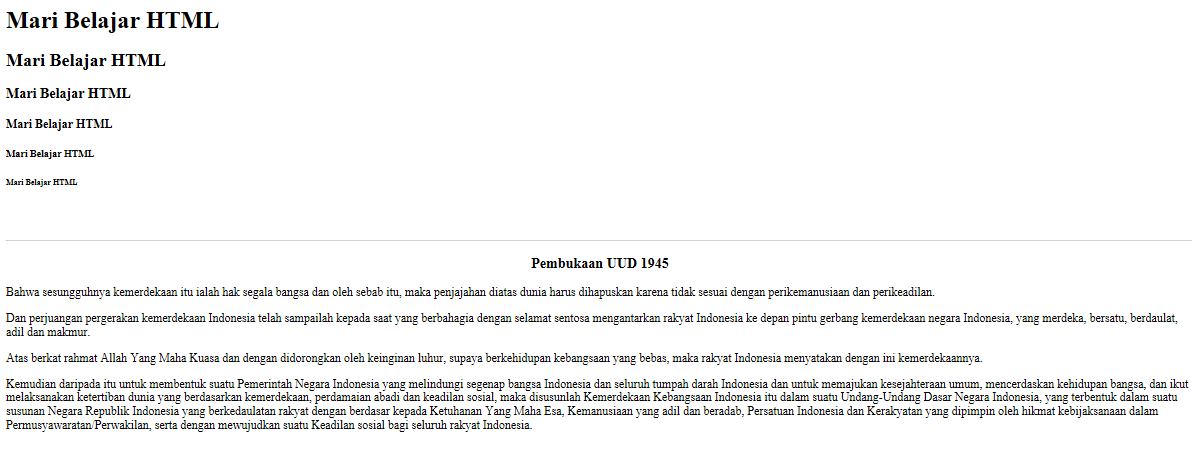 Mari Belajar HTML
Mari Belajar HTML
Mari Belajar HTML
Mari Belajar HTML
Mari Belajar HTML
Mari Belajar HTML
Pembukaan UUD 1945
Bahwa sesungguhnya kemerdekaan itu ialah hak segala bangsa dan oleh sebab itu, maka penjajahan diatas dunia harus dihapuskan karena tidak sesuai dengan perikemanusiaan dan perikeadilan.
Dan perjuangan pergerakan kemerdekaan Indonesia telah sampailah kepada saat yang berbahagia dengan selamat sentosa mengantarkan rakyat Indonesia ke depan pintu gerbang kemerdekaan negara Indonesia, yang merdeka, bersatu, berdaulat,
adil dan makmur.
Atas berkat rahmat Allah Yang Maha Kuasa dan dengan didorongkan oleh keinginan luhur, supaya berkehidupan kebangsaan yang bebas, maka rakyat Indonesia menyatakan dengan ini kemerdekaannya.
Kemudian daripada itu untuk membentuk suatu Pemerintah Negara Indonesia yang melindungi segenap bangsa Indonesia dan seluruh tumpah darah Indonesia dan untuk memajukan kesejahteraan umum, mencerdaskan kehidupan bangsa, dan ikut
melaksanakan ketertiban dunia yang berdasarkan kemerdekaan, perdamaian abadi dan keadilan sosial, maka disusunlah Kemerdekaan Kebangsaan Indonesia itu dalam suatu Undang-Undang Dasar Negara Indonesia, yang terbentuk dalam suatu
susunan Negara Republik Indonesia yang berkedaulatan rakyat dengan berdasar kepada Ketuhanan Yang Maha Esa, Kemanusiaan yang adil dan beradab, Persatuan Indonesia dan Kerakyatan yang dipimpin oleh hikmat kebijaksanaan dalam
Permusyawaratan/Perwakilan, serta dengan mewujudkan suatu Keadilan sosial bagi seluruh rakyat Indonesia.